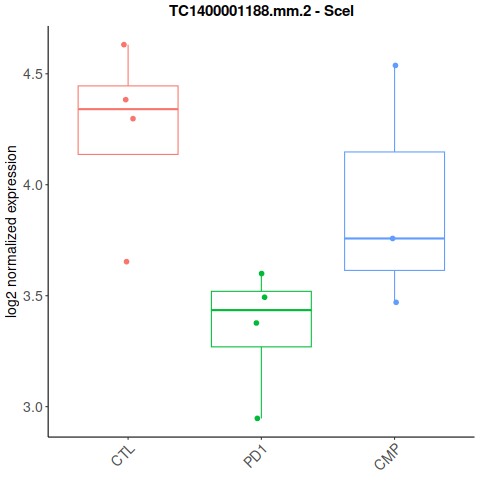 TC1400001188.mm.2 - Scel
log2 normalized expression
4.5
4.0
3.5
3.0
CTL
PD1
CMP